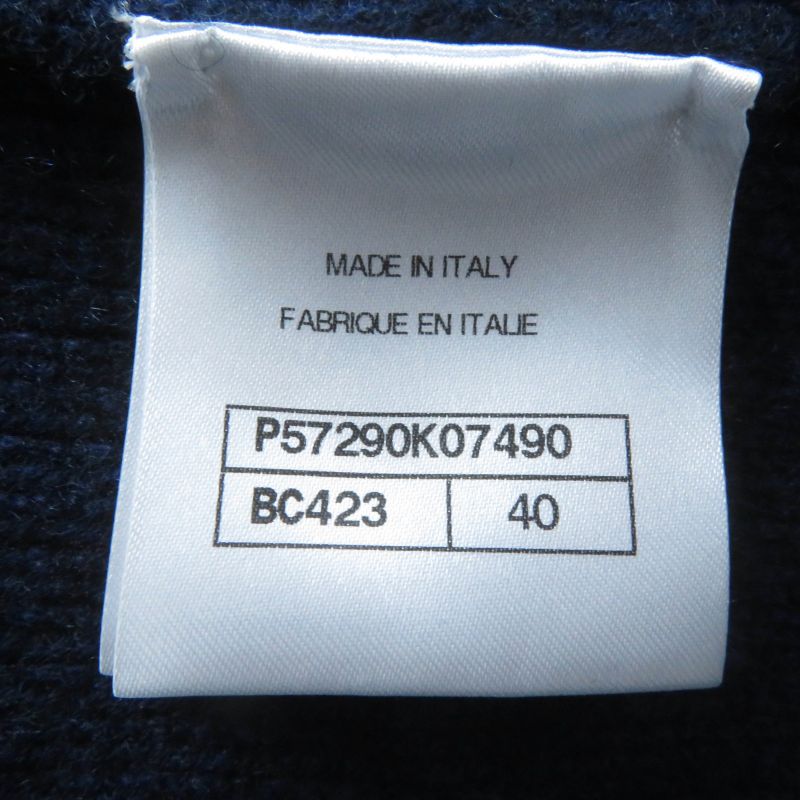 MADE IN ITALY
FABRIQUE EN ITALIE
P57290K07490
BC423 40